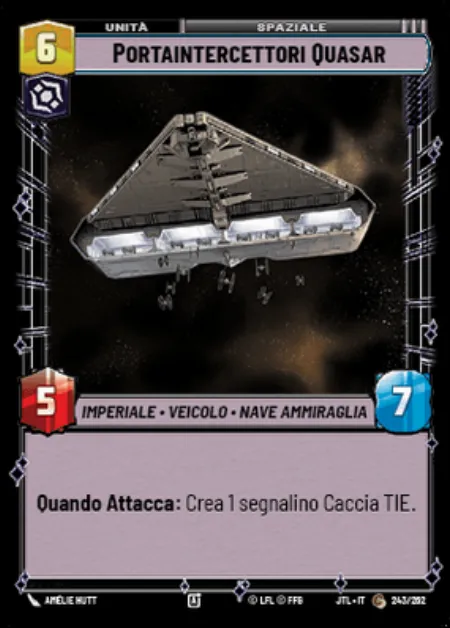 UNITÀ
SPAZIALE
6
PORTAINTERCETTORI QUASAR
5
IMPERIALE • VEICOLO • NAVE AMMIRAGLIA
7
Quando Attacca: Crea 1 segnalino Caccia TIE.
AMÉLIE HUTT
© LFL © FFG
JTL • IT
243/262